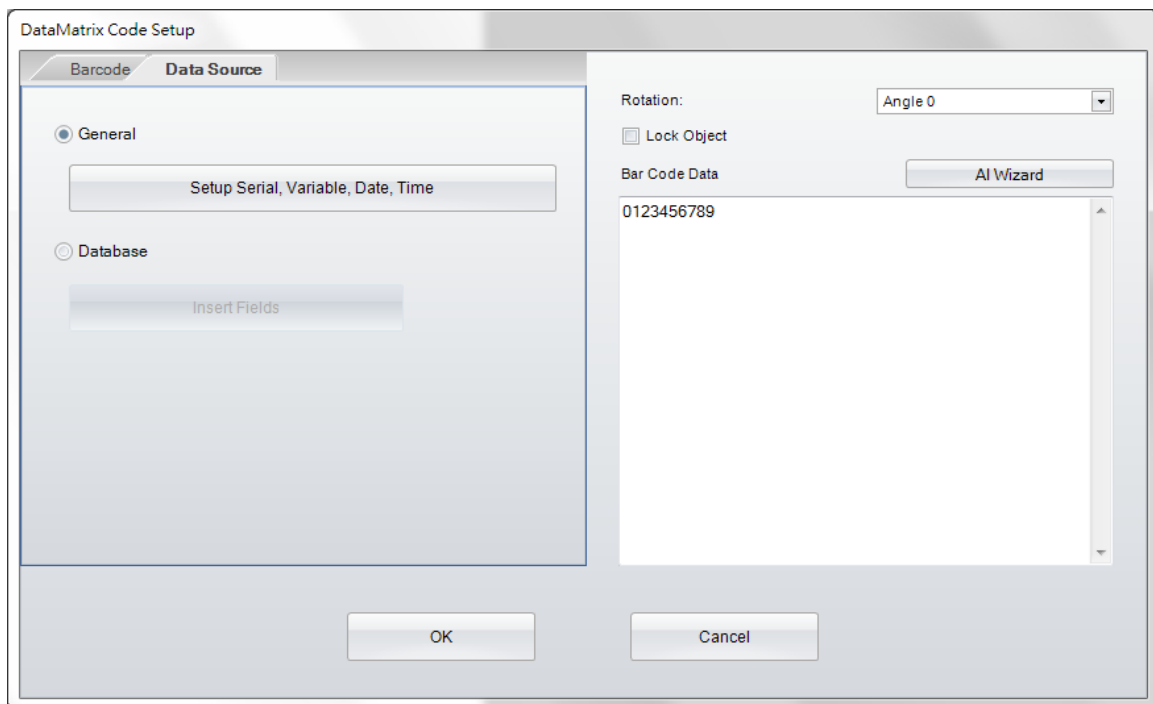 DataMatrix Code Setup
Barcode
Data Source
General
Setup Serial, Variable, Date, Time
Database
Insert Fields
Rotation:
Angle 0
Lock Object
Bar Code Data
AI Wizard
0123456789
OK
Cancel